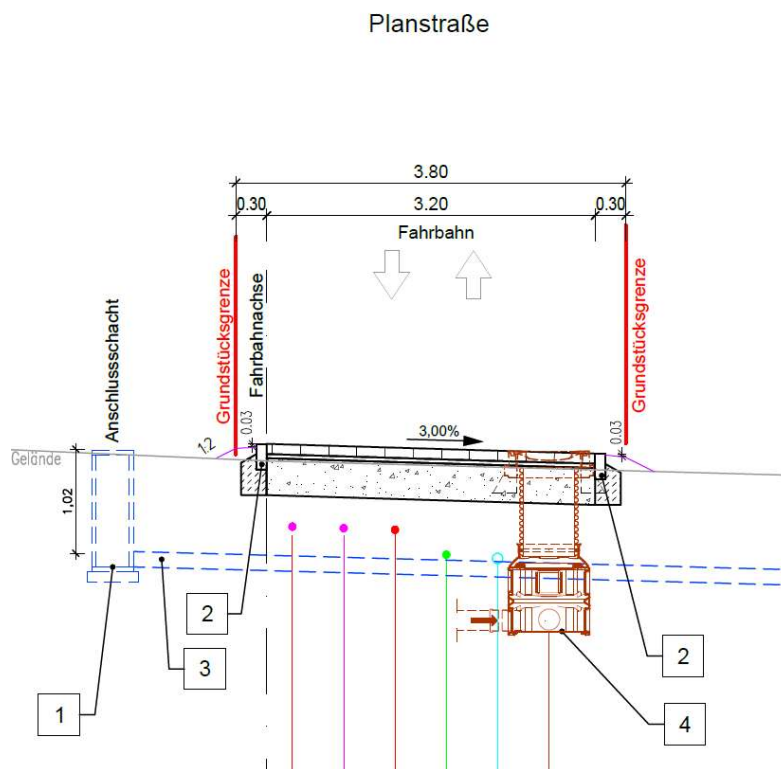 Planstraße
3.80
0.30
3.20
0.30
Fahrbahn
Anschlussschacht
Grundstücksgrenze
Fahrbahnachse
Grundstücksgrenze
0.03
0.03
3,00%
1:2
Gelände
1,02
2
2
3
1
4